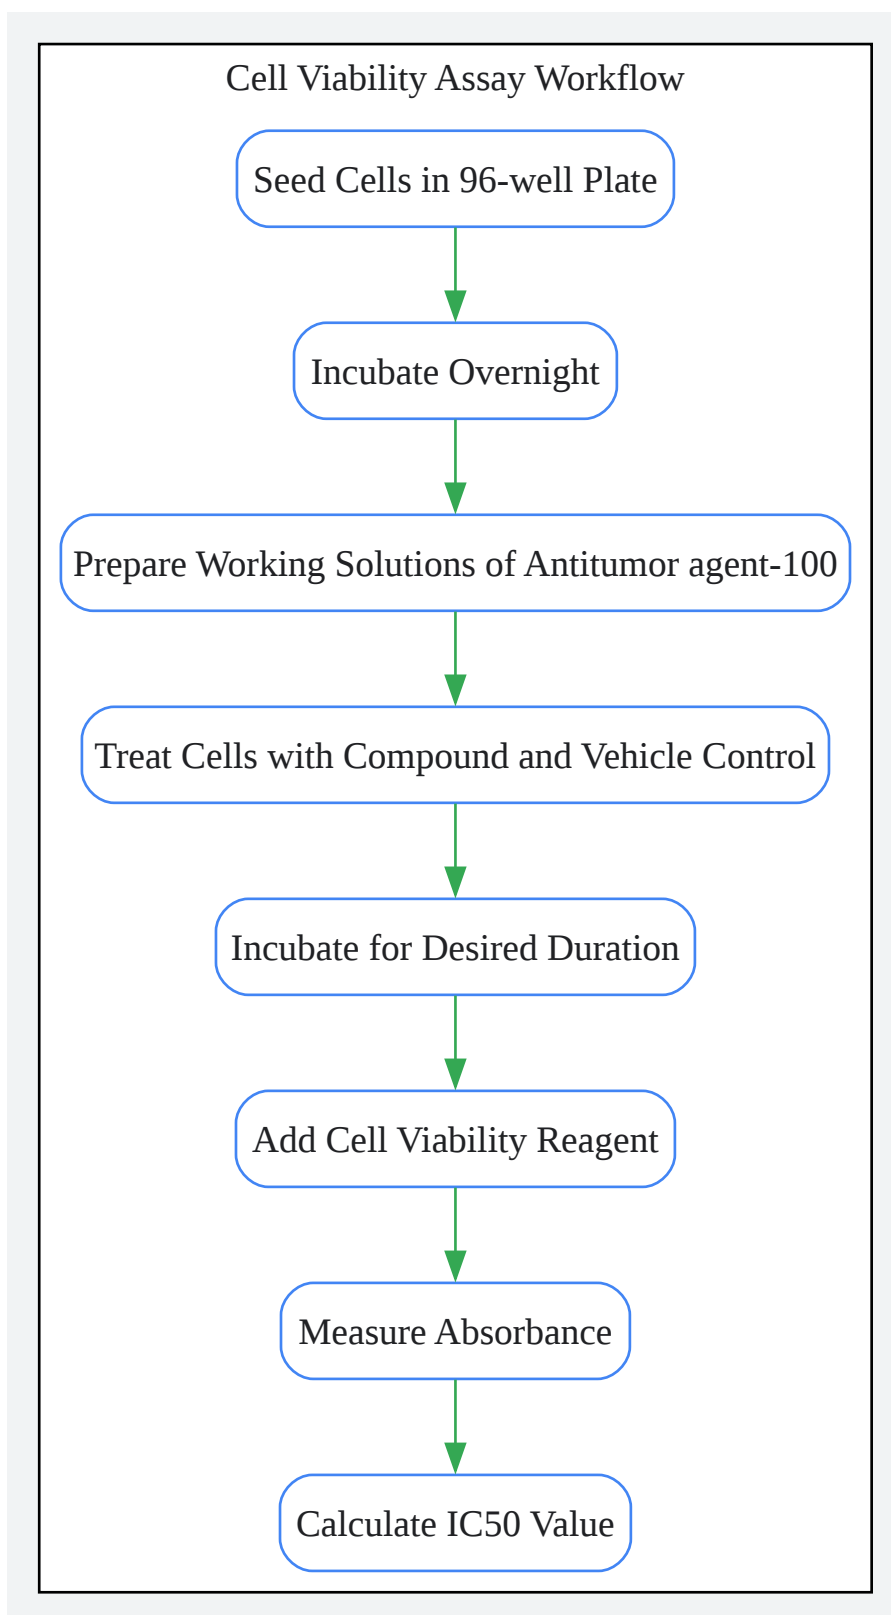 Cell Viability Assay Workflow
Seed Cells in 96-well Plate
Incubate Overnight
Prepare Working Solutions of Antitumor agent-100
Treat Cells with Compound and Vehicle Control
Incubate for Desired Duration
Add Cell Viability Reagent
Measure Absorbance
Calculate IC50 Value